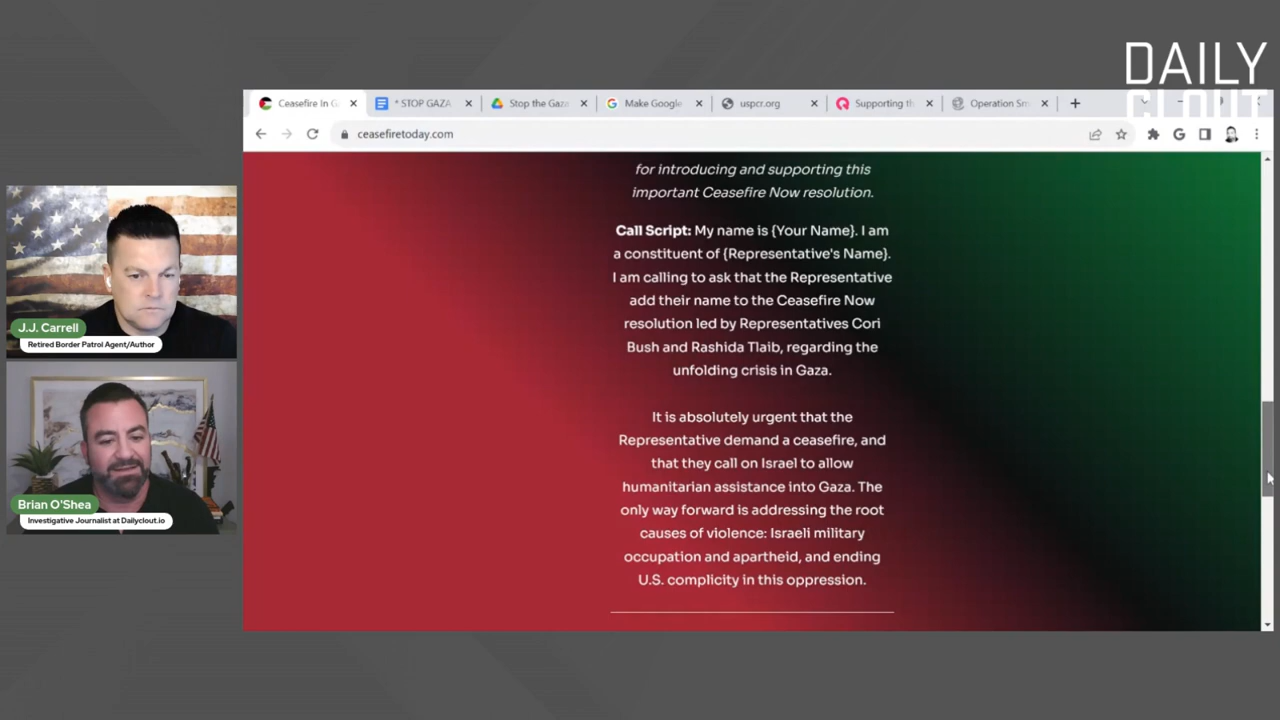 DAILY
CLOUT
Ceasefire In G
* STOP GAZA
Stop the Gaza
Make Google
uspcr.org
Supporting th
Operation Sm
ceasefiretoday.com
for introducing and supporting this
important Ceasefire Now resolution.
Call Script: My name is {Your Name}. I am
a constituent of {Representative's Name}.
I am calling to ask that the Representative
add their name to the Ceasefire Now
resolution led by Representatives Cori
Bush and Rashida Tlaib, regarding the
unfolding crisis in Gaza.
It is absolutely urgent that the
Representative demand a ceasefire, and
that they call on Israel to allow
humanitarian assistance into Gaza. The
only way forward is addressing the root
causes of violence: Israeli military
occupation and apartheid, and ending
U.S. complicity in this oppression.
J.J. Carrell
Retired Border Patrol Agent/Author
Brian O'Shea
Investigative Journalist at Dailyclout.io